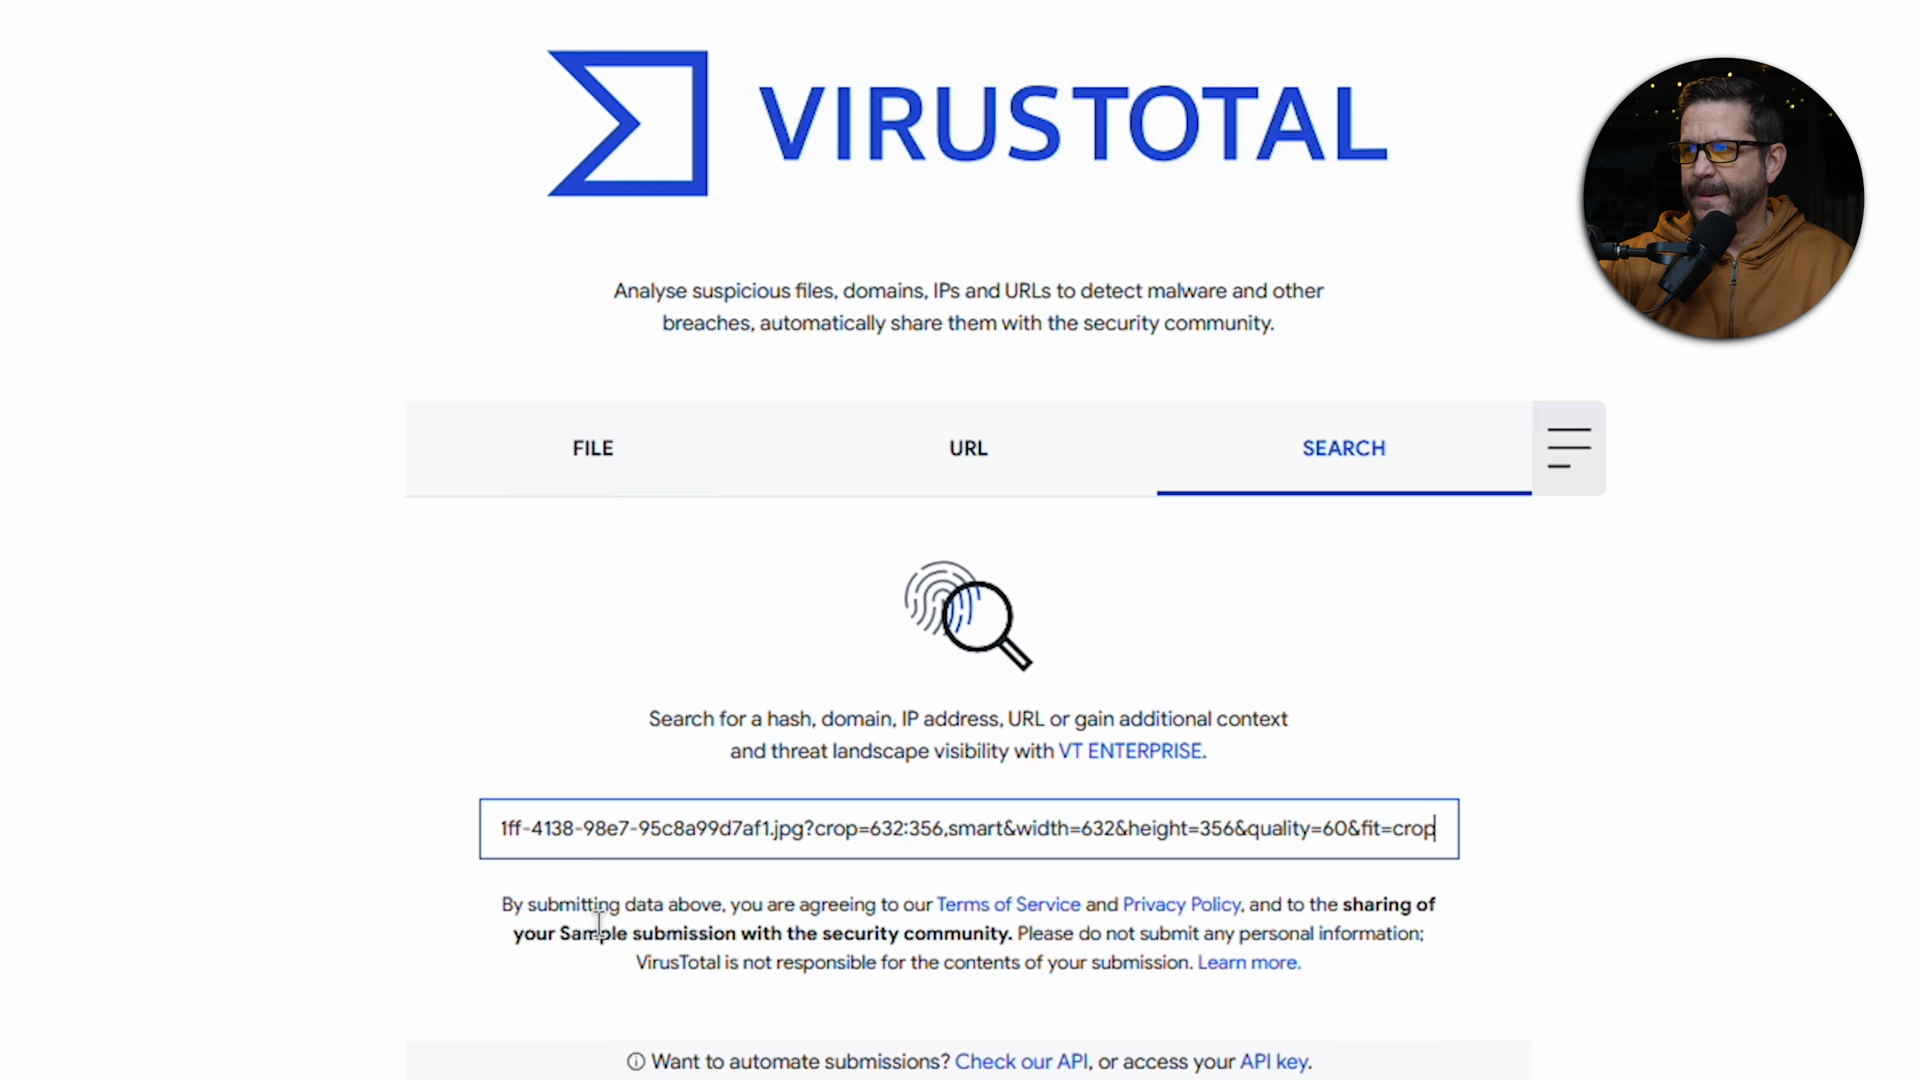 VIRUSTOTAL
Analyse suspicious files, domains, IPs and URLs to detect malware and other
breaches, automatically share them with the security community.
FILE
URL
SEARCH
Search for a hash, domain, IP address, URL or gain additional context
and threat landscape visibility with VT ENTERPRISE.
1ff-4138-98e7-95c8a99d7af1.jpg?crop=632:356,smart&width=632&height=356&quality=60&fit=crop
By submitting data above, you are agreeing to our Terms of Service and Privacy Policy, and to the sharing of
your Sample submission with the security community. Please do not submit any personal information;
VirusTotal is not responsible for the contents of your submission. Learn more.
Want to automate submissions? Check our API, or access your API key.